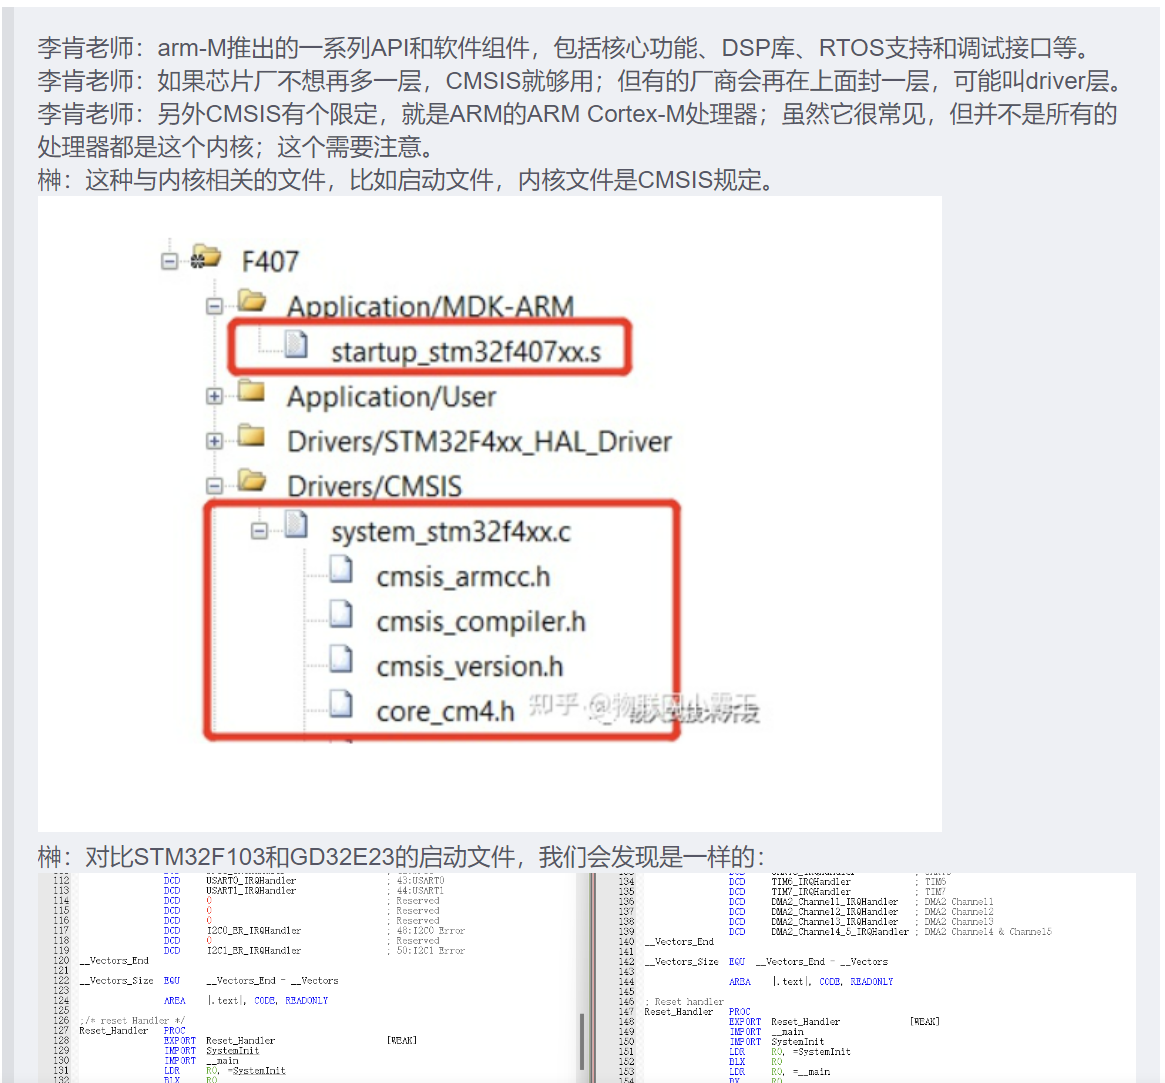 李肯老师：arm-M推出的一系列API和软件组件，包括核心功能、DSP库、RTOS支持和调试接口等。
李肯老师：如果芯片厂不想再多一层，CMSIS就够用；但有的厂商会再在上面封一层，可能叫driver层。
李肯老师：另外CMSIS有个限定，就是ARM的ARM Cortex-M处理器；虽然它很常见，但并不是所有的
处理器都是这个内核；这个需要注意。
榊：这种与内核相关的文件，比如启动文件，内核文件是CMSIS规定。
F407
Application/MDK-ARM
startup_stm32f407xx.s
Application/User
Drivers/STM32F4xx_HAL_Driver
Drivers/CMSIS
system_stm32f4xx.c
cmsis_armcc.h
cmsis_compiler.h
cmsis_version.h
core_cm4.h
知乎 @物联网小霸王
榊：对比STM32F103和GD32E23的启动文件，我们会发现是一样的：
112 DCD USART0_IRQHandler ; 43:USART0
113 DCD USART1_IRQHandler ; 44:USART1
114 DCD 0 ; Reserved
115 DCD 0 ; Reserved
116 DCD 0 ; Reserved
117 DCD I2C0_ER_IRQHandler ; 48:I2C0 Error
118 DCD 0 ; Reserved
119 DCD I2C1_ER_IRQHandler ; 50:I2C1 Error
120 __Vectors_End
121
122 __Vectors_Size EQU __Vectors_End - __Vectors
123
124 AREA |.text|, CODE, READONLY
125
126 ;/* reset Handler */
127 Reset_Handler PROC
128 EXPORT Reset_Handler [WEAK]
129 IMPORT SystemInit
130 IMPORT __main
131 LDR R0, =SystemInit
132 BLX R0
134 DCD TIM6_IRQHandler ; TIM6
135 DCD TIM7_IRQHandler ; TIM7
136 DCD DMA2_Channel1_IRQHandler ; DMA2 Channel1
137 DCD DMA2_Channel2_IRQHandler ; DMA2 Channel2
138 DCD DMA2_Channel3_IRQHandler ; DMA2 Channel3
139 DCD DMA2_Channel4_5_IRQHandler ; DMA2 Channel4 & Channel5
140 __Vectors_End
141
142 __Vectors_Size EQU __Vectors_End - __Vectors
143
144 AREA |.text|, CODE, READONLY
145
146 ; Reset handler
147 Reset_Handler PROC
148 EXPORT Reset_Handler [WEAK]
149 IMPORT __main
150 IMPORT SystemInit
151 LDR R0, =SystemInit
152 BLX R0
153 LDR R0, =__main
154 BX R0